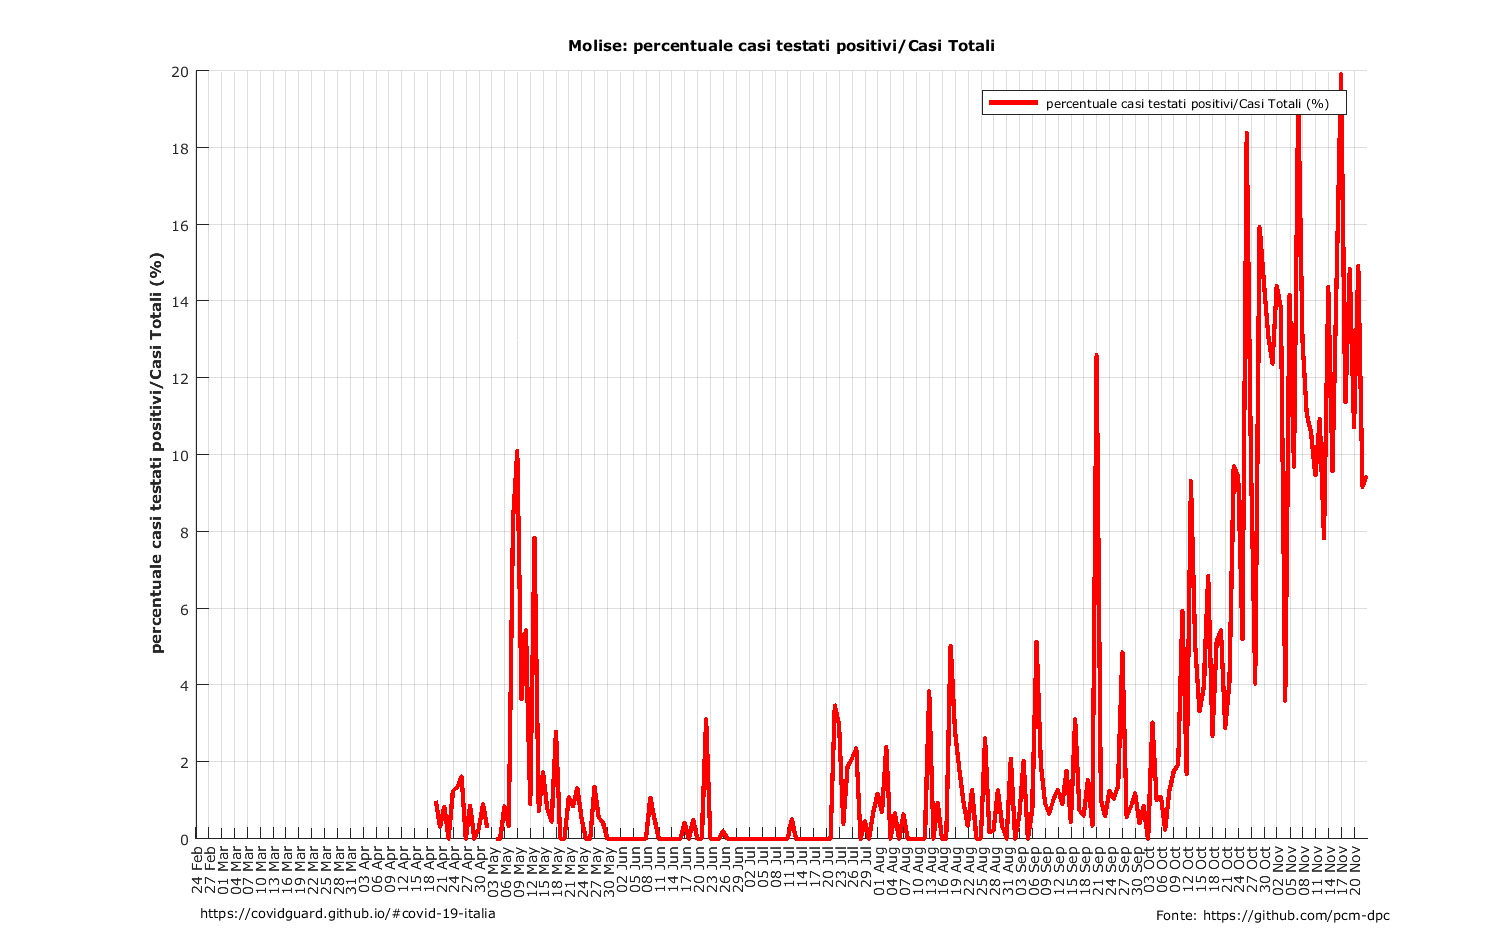 Molise: percentuale casi testati positivi/Casi Totali
percentuale casi testati positivi/Casi Totali (%)
percentuale casi testati positivi/Casi Totali (%)
20
18
16
14
12
10
8
6
4
2
0
24 Feb
27 Feb
01 Mar
04 Mar
07 Mar
10 Mar
13 Mar
16 Mar
19 Mar
22 Mar
25 Mar
28 Mar
31 Mar
03 Apr
06 Apr
09 Apr
12 Apr
15 Apr
18 Apr
21 Apr
24 Apr
27 Apr
30 Apr
03 May
06 May
09 May
12 May
15 May
18 May
21 May
24 May
27 May
30 May
02 Jun
05 Jun
08 Jun
11 Jun
14 Jun
17 Jun
20 Jun
23 Jun
26 Jun
29 Jun
02 Jul
05 Jul
08 Jul
11 Jul
14 Jul
17 Jul
20 Jul
23 Jul
26 Jul
29 Jul
01 Aug
04 Aug
07 Aug
10 Aug
13 Aug
16 Aug
19 Aug
22 Aug
25 Aug
28 Aug
31 Aug
03 Sep
06 Sep
09 Sep
12 Sep
15 Sep
18 Sep
21 Sep
24 Sep
27 Sep
30 Sep
03 Oct
06 Oct
09 Oct
12 Oct
15 Oct
18 Oct
21 Oct
24 Oct
27 Oct
30 Oct
02 Nov
05 Nov
08 Nov
11 Nov
14 Nov
17 Nov
20 Nov
https://covidguard.github.io/#covid-19-italia
Fonte: https://github.com/pcm-dpc